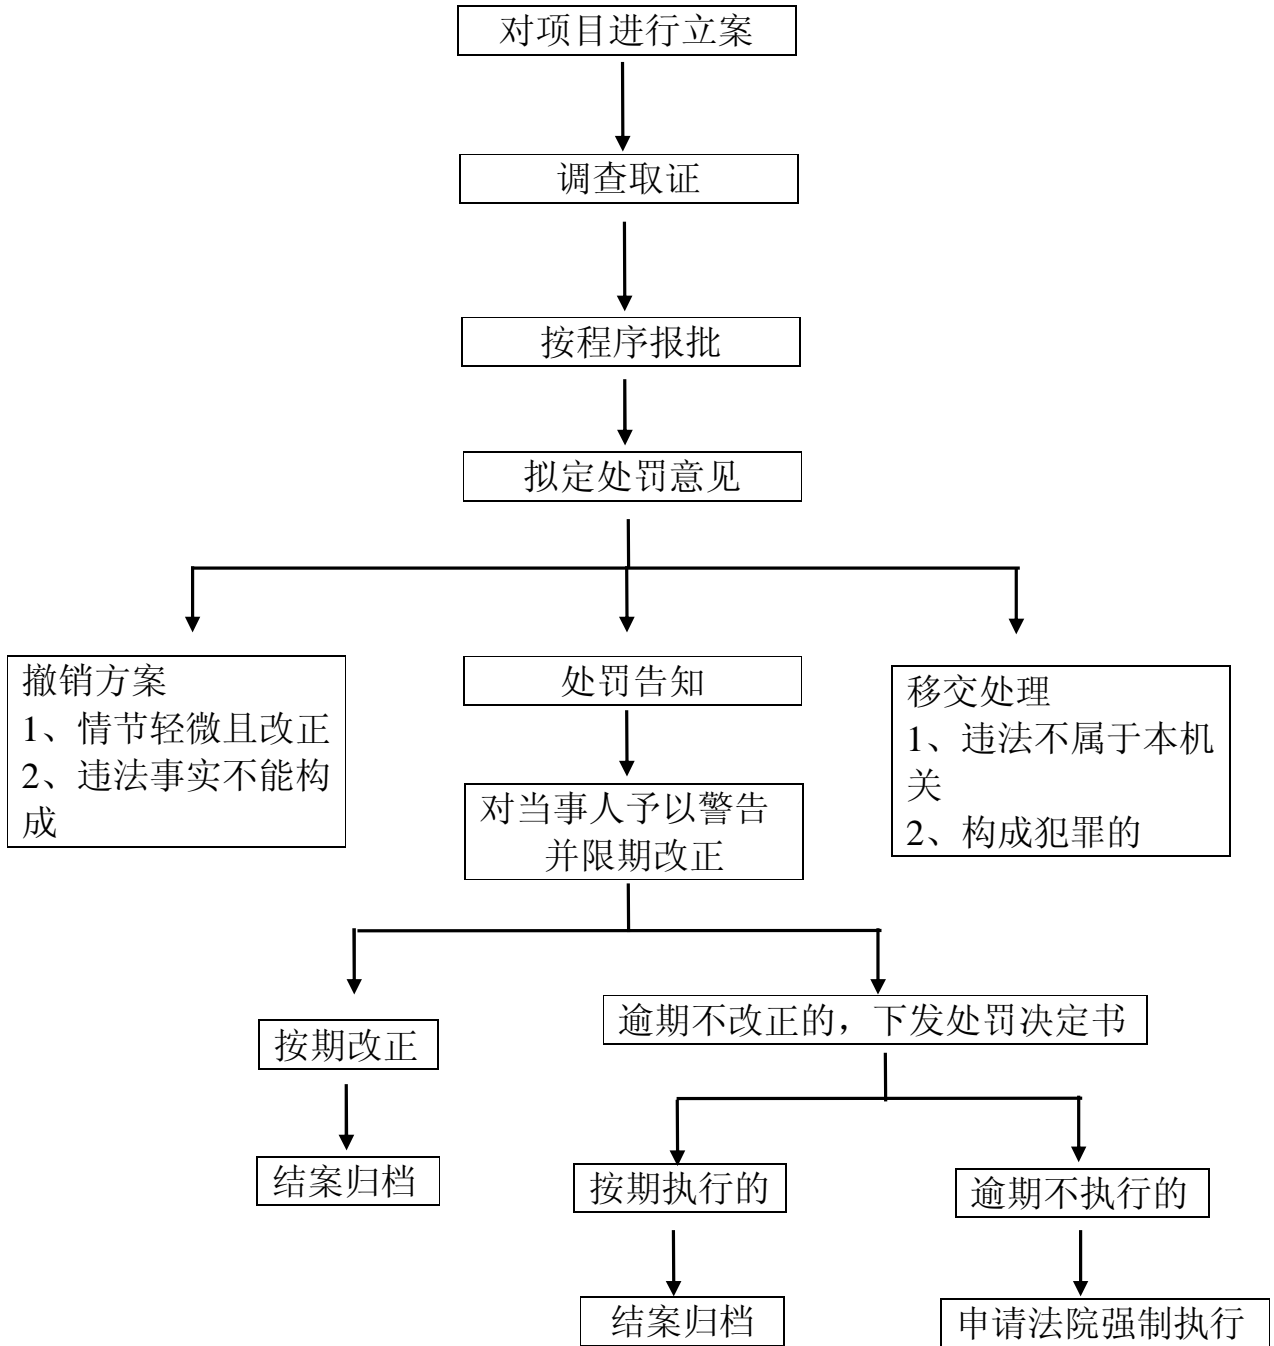 对项目进行立案
调查取证
按程序报批
拟定处罚意见
撤销方案
1、情节轻微且改正
2、违法事实不能构
成
处罚告知
对当事人予以警告
并限期改正
移交处理
1、违法不属于本机
关
2、构成犯罪的
按期改正
结案归档
逾期不改正的，下发处罚决定书
按期执行的
逾期不执行的
结案归档
申请法院强制执行